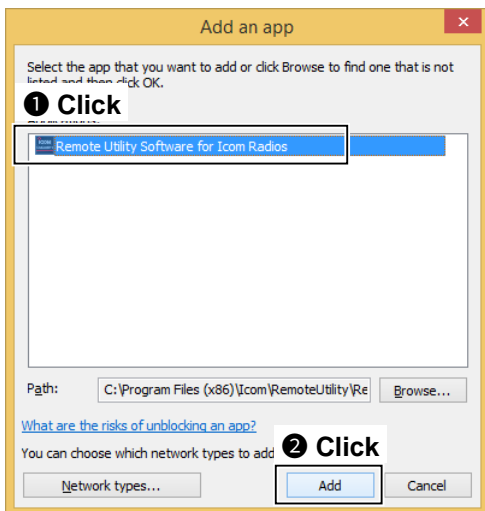 Add an app
Select the app that you want to add or click Browse to find one that is not
listed and then click OK.
❶ Click
Remote Utility Software for Icom Radios
Path: C:\Program Files (x86)\Icom\RemoteUtility\Re Browse...
What are the risks of unblocking an app?
You can choose which network types to add
❷ Click
Network types... Add Cancel